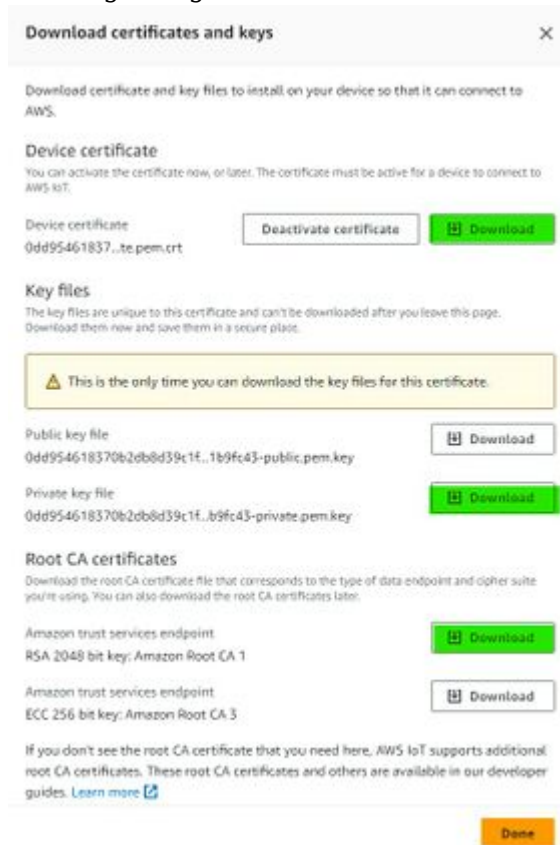 Download certificates and keys
Download certificate and key files to install on your device so that it can connect to
AWS.
Device certificate
You can activate the certificate now, or later. The certificate must be active for a device to connect to
AWS IoT.
Device certificate
0dd95461837...te.pem.crt
Deactivate certificate
Download
Key files
The key files are unique to this certificate and can't be downloaded after you leave this page.
Download them now and save them in a secure place.
This is the only time you can download the key files for this certificate.
Public key file
0dd954618370b2db8d39c1f...1b9fc43-public.pem.key
Download
Private key file
0dd954618370b2db8d39c1f...b9fc43-private.pem.key
Download
Root CA certificates
Download the root CA certificate file that corresponds to the type of data endpoint and cipher suite
you're using. You can also download the root CA certificates later.
Amazon trust services endpoint
RSA 2048 bit key: Amazon Root CA 1
Download
Amazon trust services endpoint
ECC 256 bit key: Amazon Root CA 3
Download
If you don't see the root CA certificate that you need here, AWS IoT supports additional
root CA certificates. These root CA certificates and others are available in our developer
guides. Learn more
Done